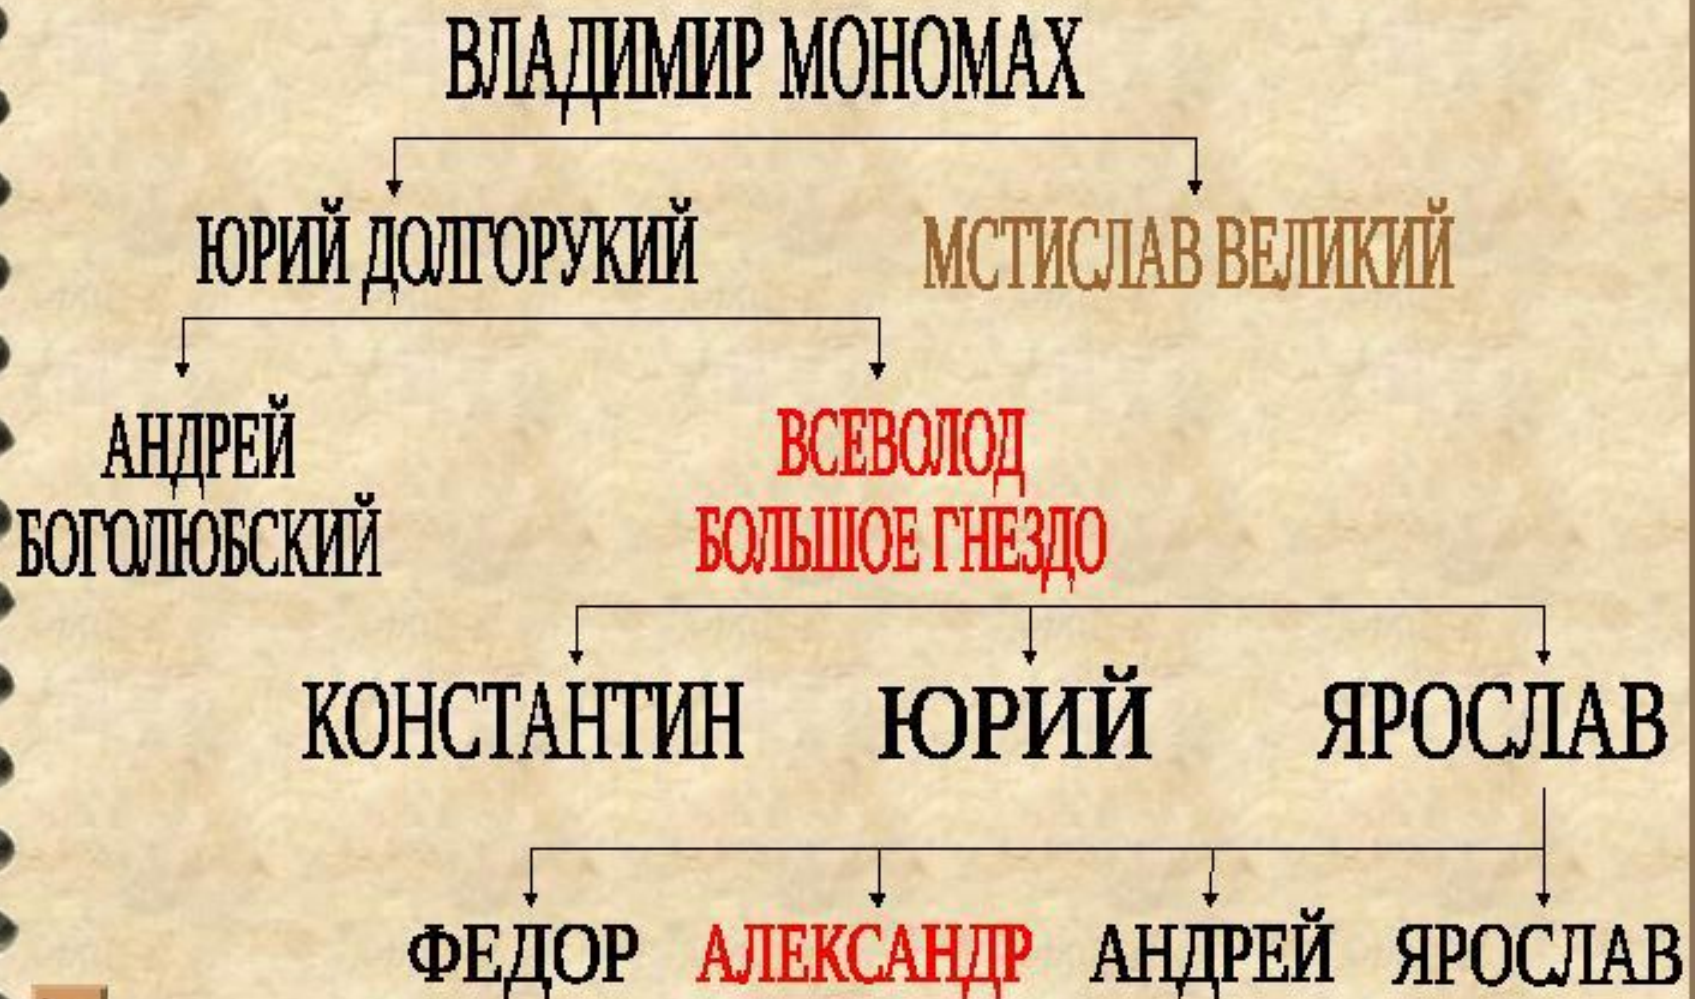 ВЛАДИМИР МОНОМАХ
ЮРИЙ ДОЛГОРУКИЙ
МСТИСЛАВ ВЕЛИКИЙ
АНДРЕЙ
БОГОЛЮБСКИЙ
ВСЕВОЛОД
БОЛЬШОЕ ГНЕЗДО
КОНСТАНТИН
ЮРИЙ
ЯРОСЛАВ
ФЕДОР
АЛЕКСАНДР
АНДРЕЙ
ЯРОСЛАВ